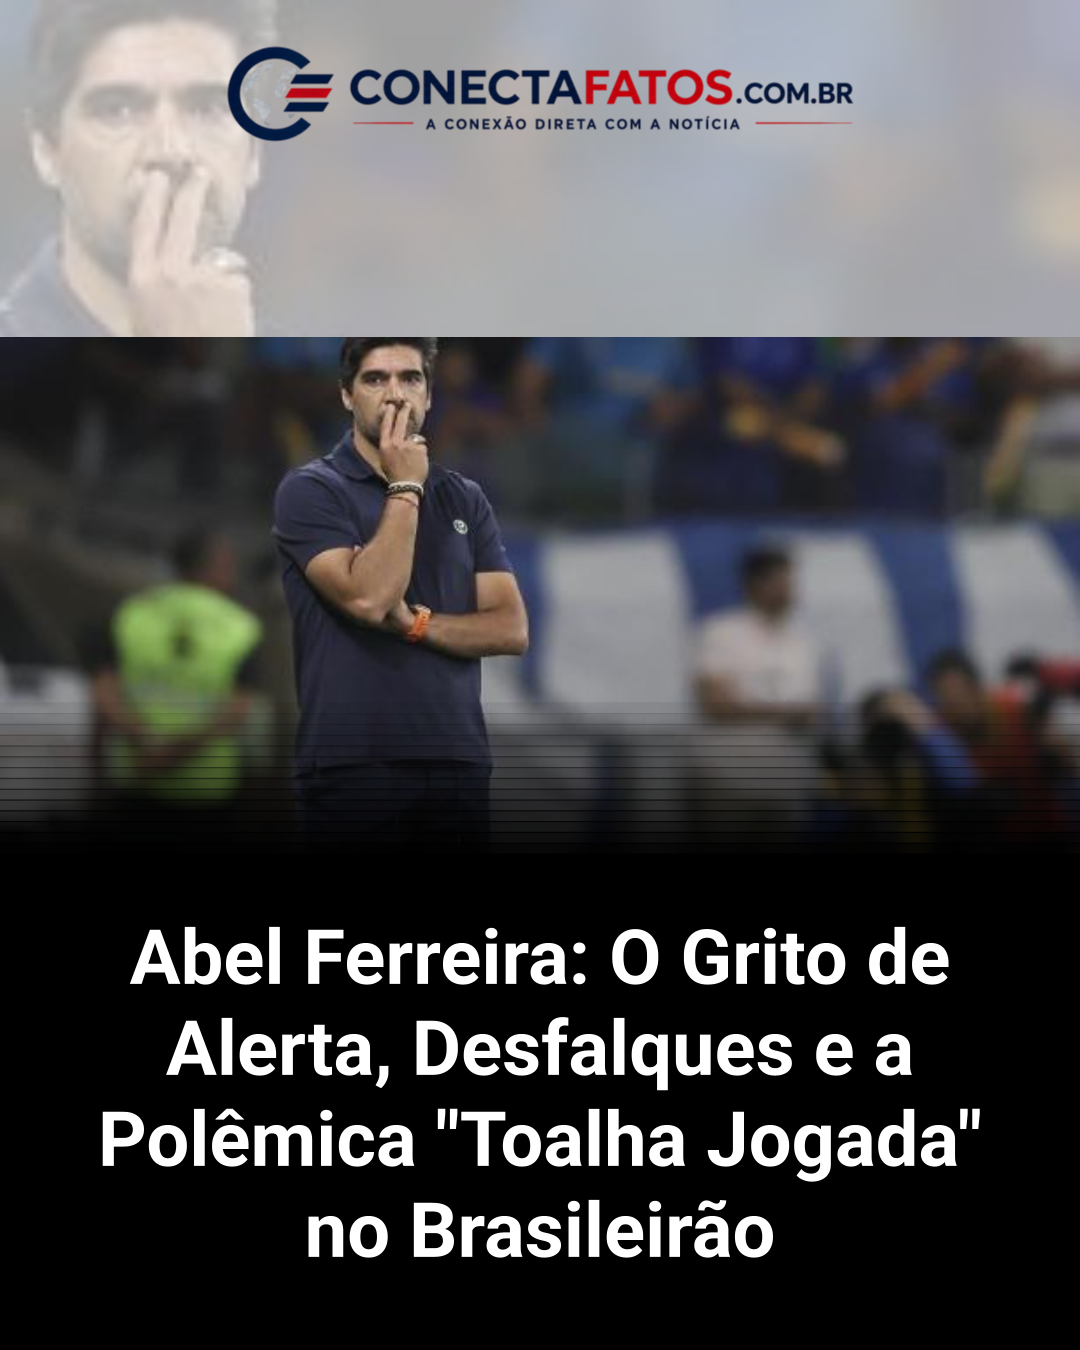 CONECTAFATOS.COM.BR
A CONEXÃO DIRETA COM A NOTÍCIA
Abel Ferreira: O Grito de
Alerta, Desfalques e a
Polêmica "Toalha Jogada"
no Brasileirão